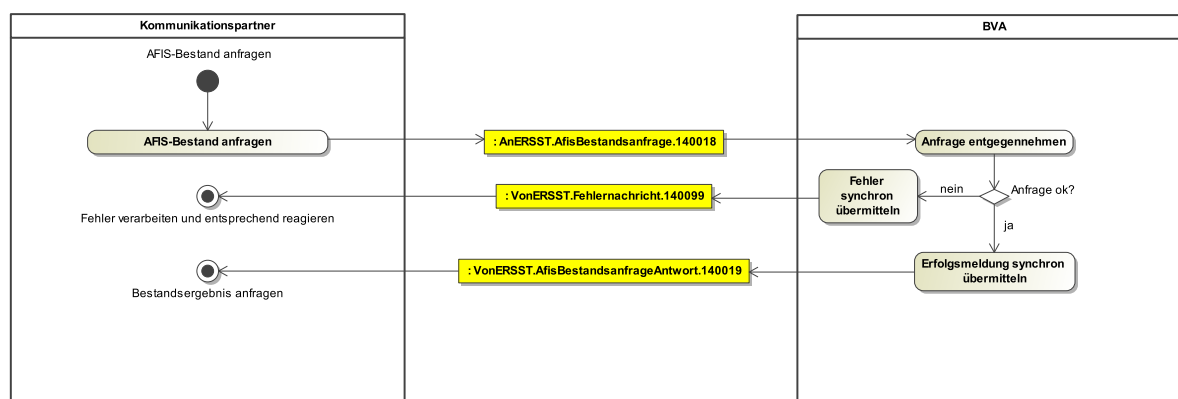 Kommunikationspartner
BVA
AFIS-Bestand anfragen
AFIS-Bestand anfragen
: AnERSST.AfisBestandsanfrage.140018
Anfrage entgegennehmen
Anfrage ok?
nein
Fehler
synchron
übermitteln
: VonERSST.Fehlernachricht.140099
Fehler verarbeiten und entsprechend reagieren
ja
Erfolgsmeldung synchron
übermitteln
: VonERSST.AfisBestandsanfrageAntwort.140019
Bestandsergebnis anfragen